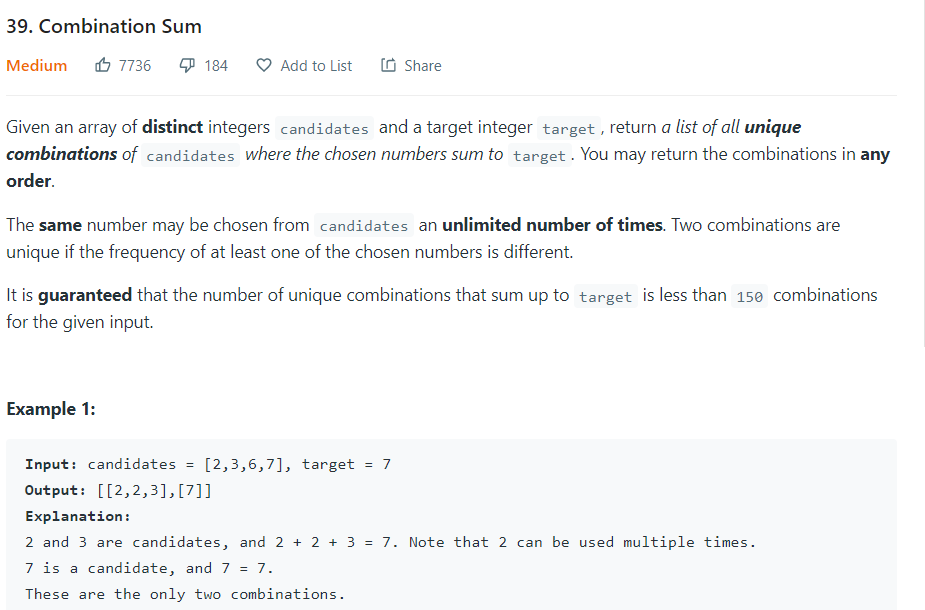 39. Combination Sum
Medium 7736 184 Add to List Share
Given an array of distinct integers candidates and a target integer target , return a list of all unique
combinations of candidates where the chosen numbers sum to target . You may return the combinations in any
order.
The same number may be chosen from candidates an unlimited number of times. Two combinations are
unique if the frequency of at least one of the chosen numbers is different.
It is guaranteed that the number of unique combinations that sum up to target is less than 150 combinations
for the given input.
Example 1:
Input: candidates = [2,3,6,7], target = 7
Output: [[2,2,3],[7]]
Explanation:
2 and 3 are candidates, and 2 + 2 + 3 = 7. Note that 2 can be used multiple times.
7 is a candidate, and 7 = 7.
These are the only two combinations.